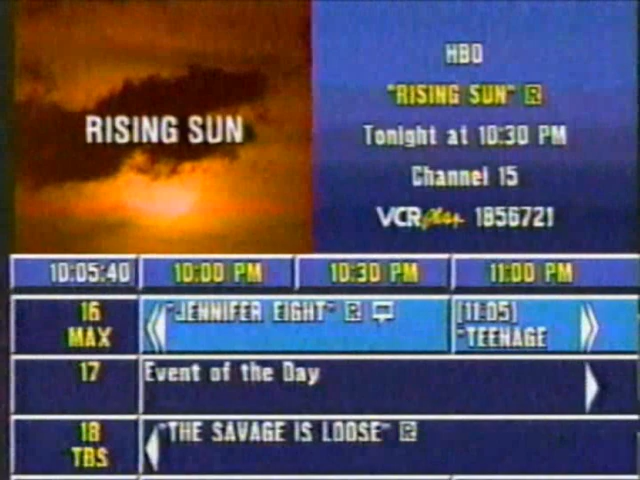 RISING SUN
HBO
"RISING SUN" R
Tonight at 10:30 PM
Channel 15
VCR Plus+ 1856721
10:05:40 10:00 PM 10:30 PM 11:00 PM
16 MAX
"JENNIFER EIGHT" R
(11:05) "TEENAGE
17
Event of the Day
18 TBS
"THE SAVAGE IS LOOSE" R